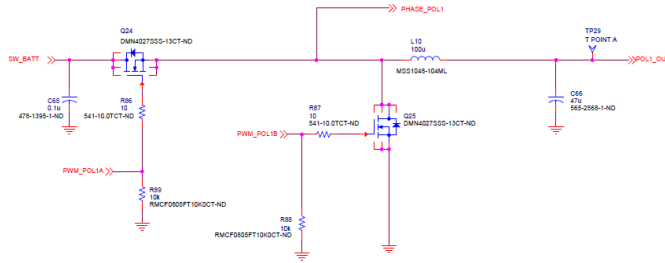 PHASE_POL1
Q24
DMN4027SSS-13CT-ND
SW_BATT
L10
100u
MSS1048-104ML
TP29
T POINT A
POL1_OU
C65
0.1u
478-1395-1-ND
R86
10
541-10.0TCT-ND
R87
10
541-10.0TCT-ND
Q25
DMN4027SSS-13CT-ND
C66
47u
565-2568-1-ND
PWM_POL1B
PWM_POL1A
R89
10k
RMCF0805FT10K0CT-ND
R88
10k
RMCF0805FT10K0CT-ND